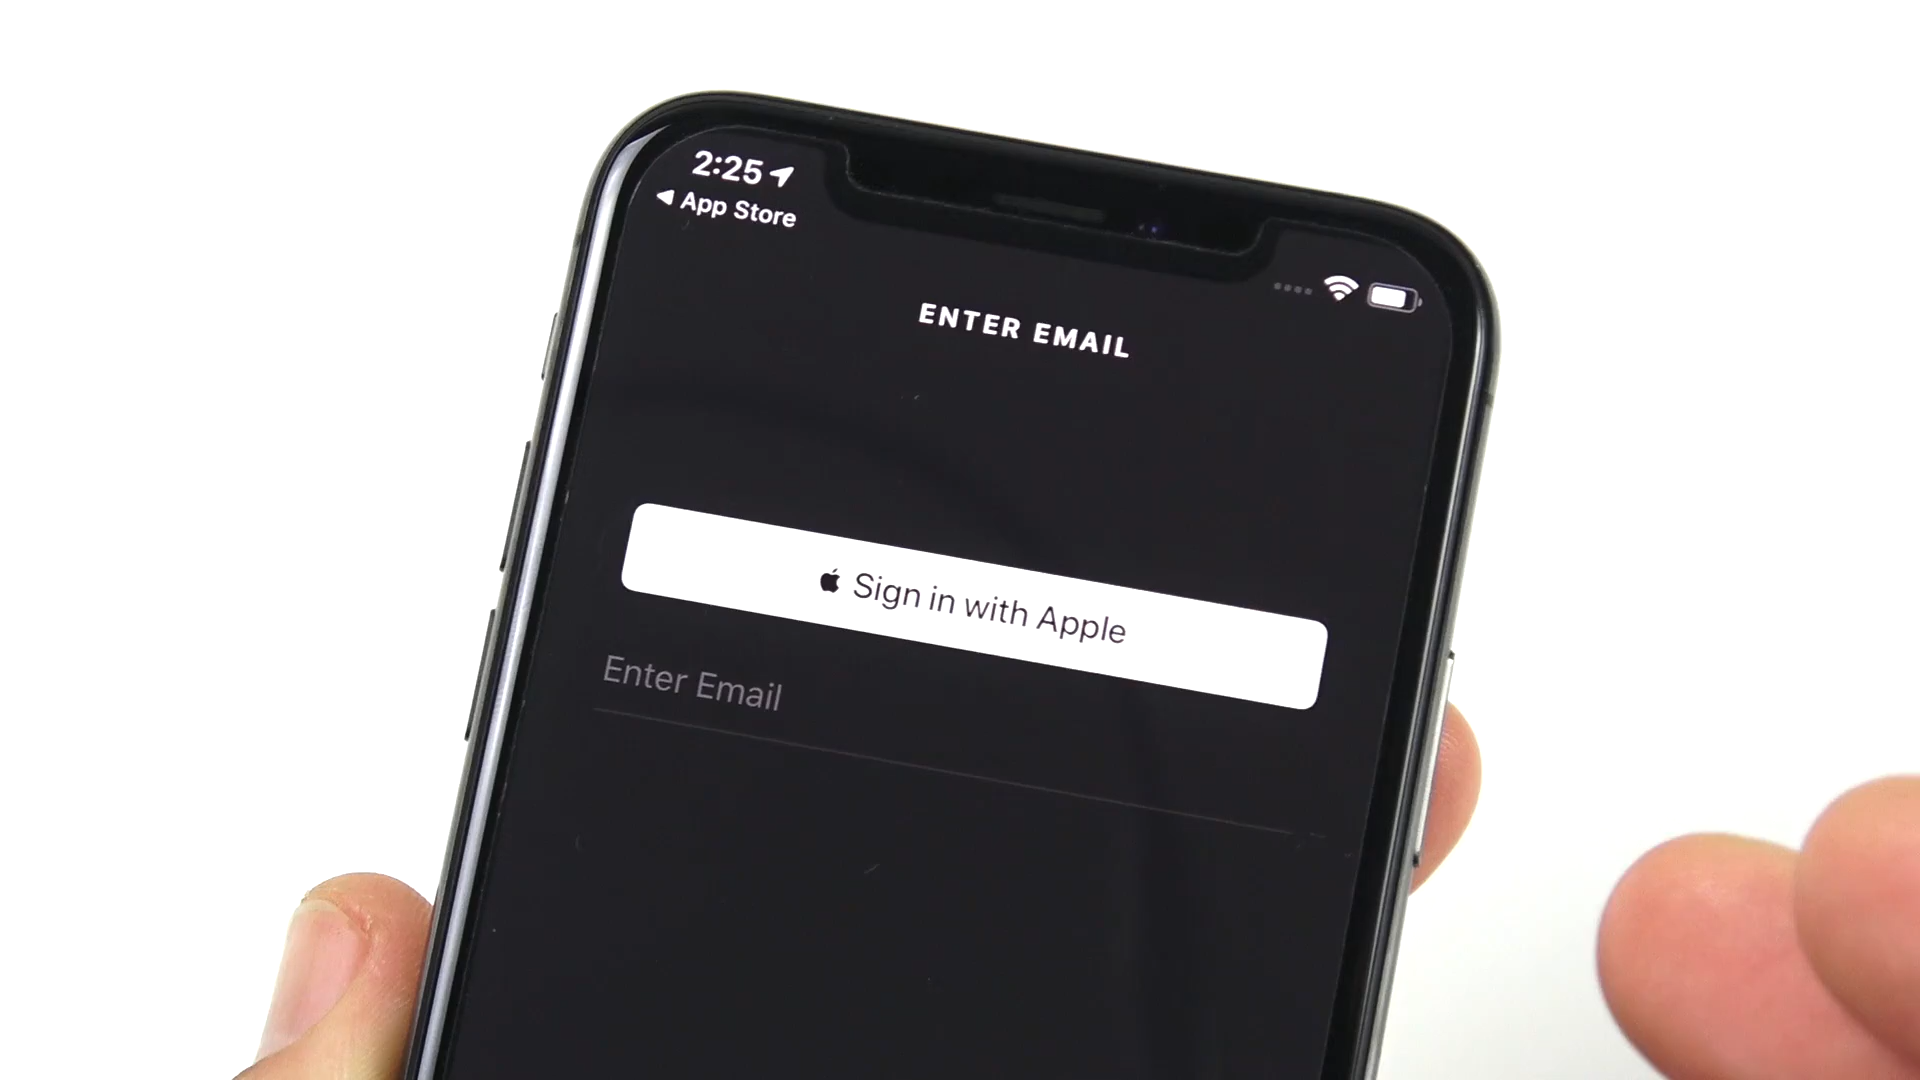 2:25
◀ App Store
ENTER EMAIL
Sign in with Apple
Enter Email